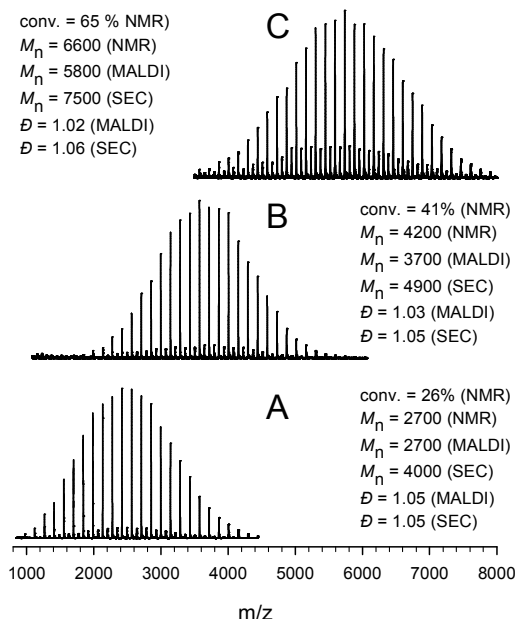 C
conv. = 65 % NMR)
Mn = 6600 (NMR)
Mn = 5800 (MALDI)
Mn = 7500 (SEC)
Đ = 1.02 (MALDI)
Đ = 1.06 (SEC)
B
conv. = 41% (NMR)
Mn = 4200 (NMR)
Mn = 3700 (MALDI)
Mn = 4900 (SEC)
Đ = 1.03 (MALDI)
Đ = 1.05 (SEC)
A
conv. = 26% (NMR)
Mn = 2700 (NMR)
Mn = 2700 (MALDI)
Mn = 4000 (SEC)
Đ = 1.05 (MALDI)
Đ = 1.05 (SEC)
1000 2000 3000 4000 5000 6000 7000 8000
m/z